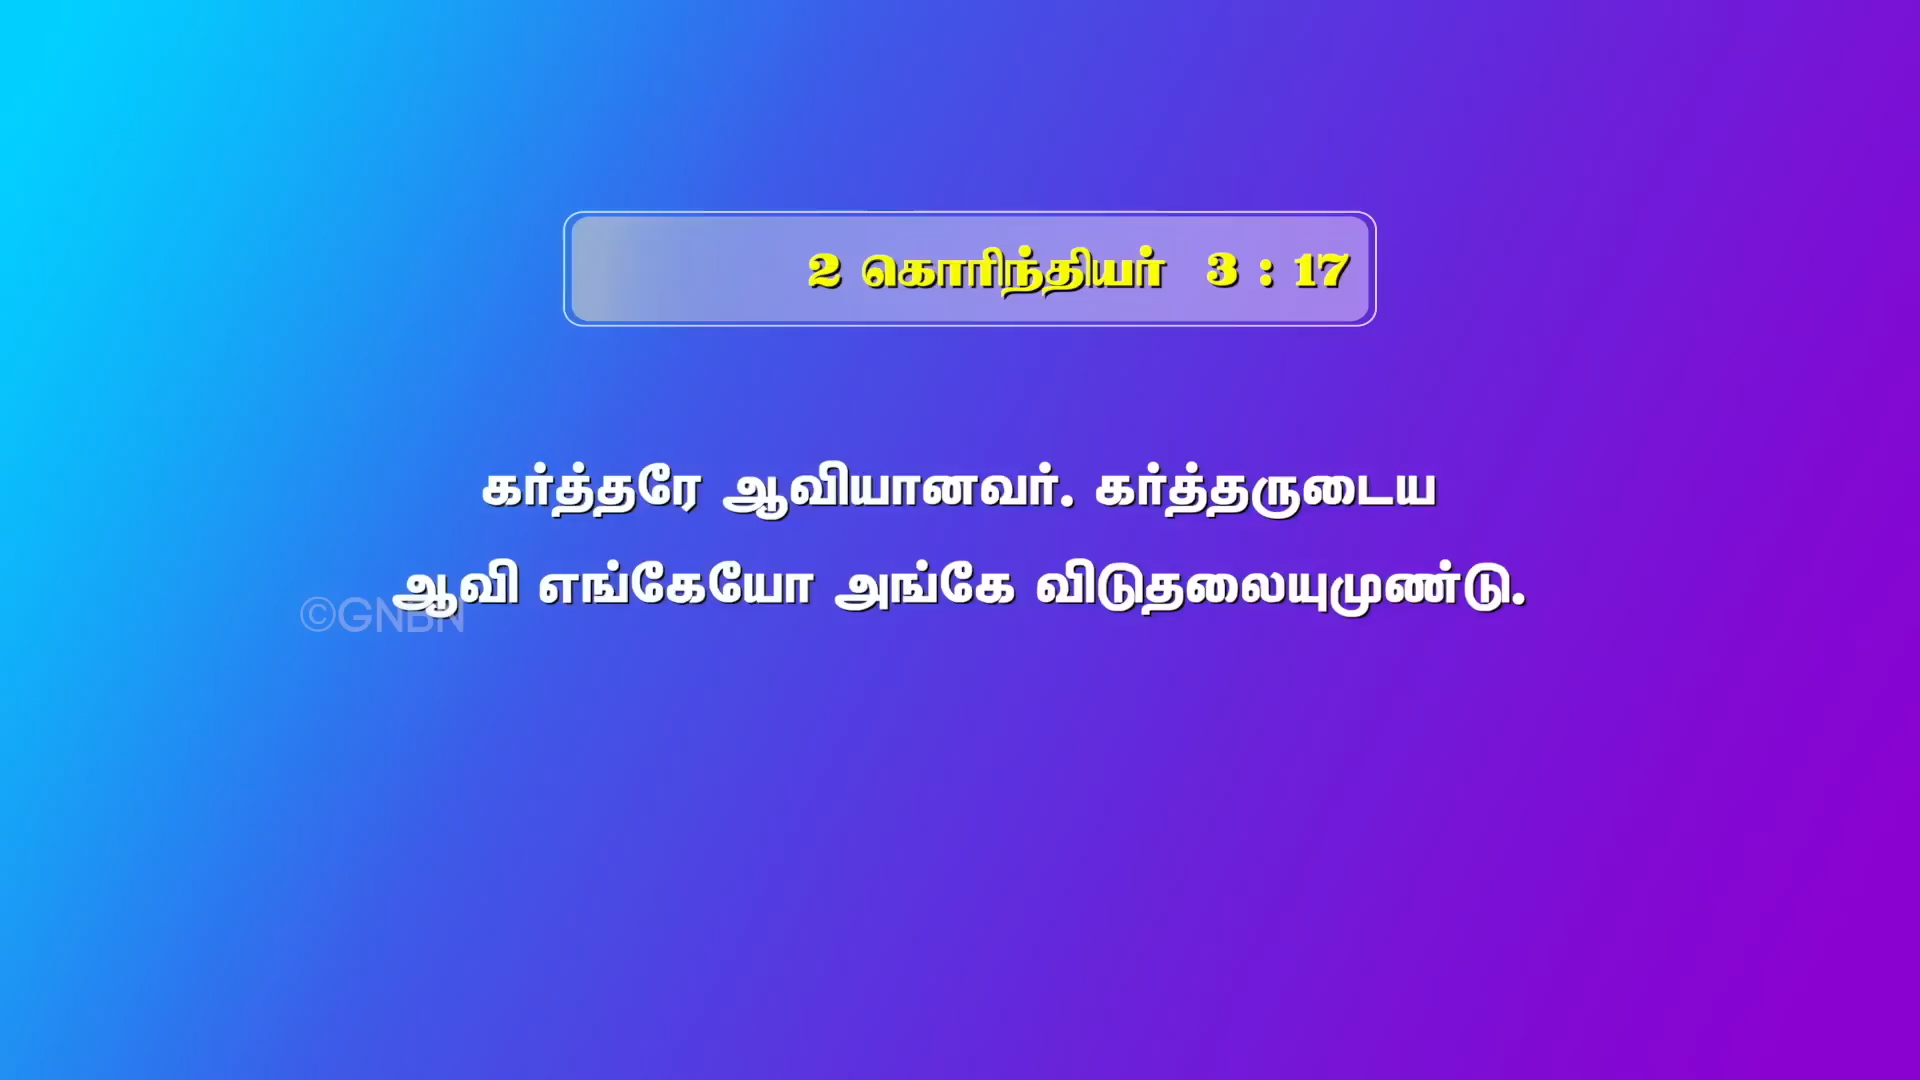 2 கொரிந்தியர் 3 : 17
கர்த்தரே ஆவியானவர். கர்த்தருடைய
ஆவி எங்கேயோ அங்கே விடுதலையுமுண்டு.
©GNBN